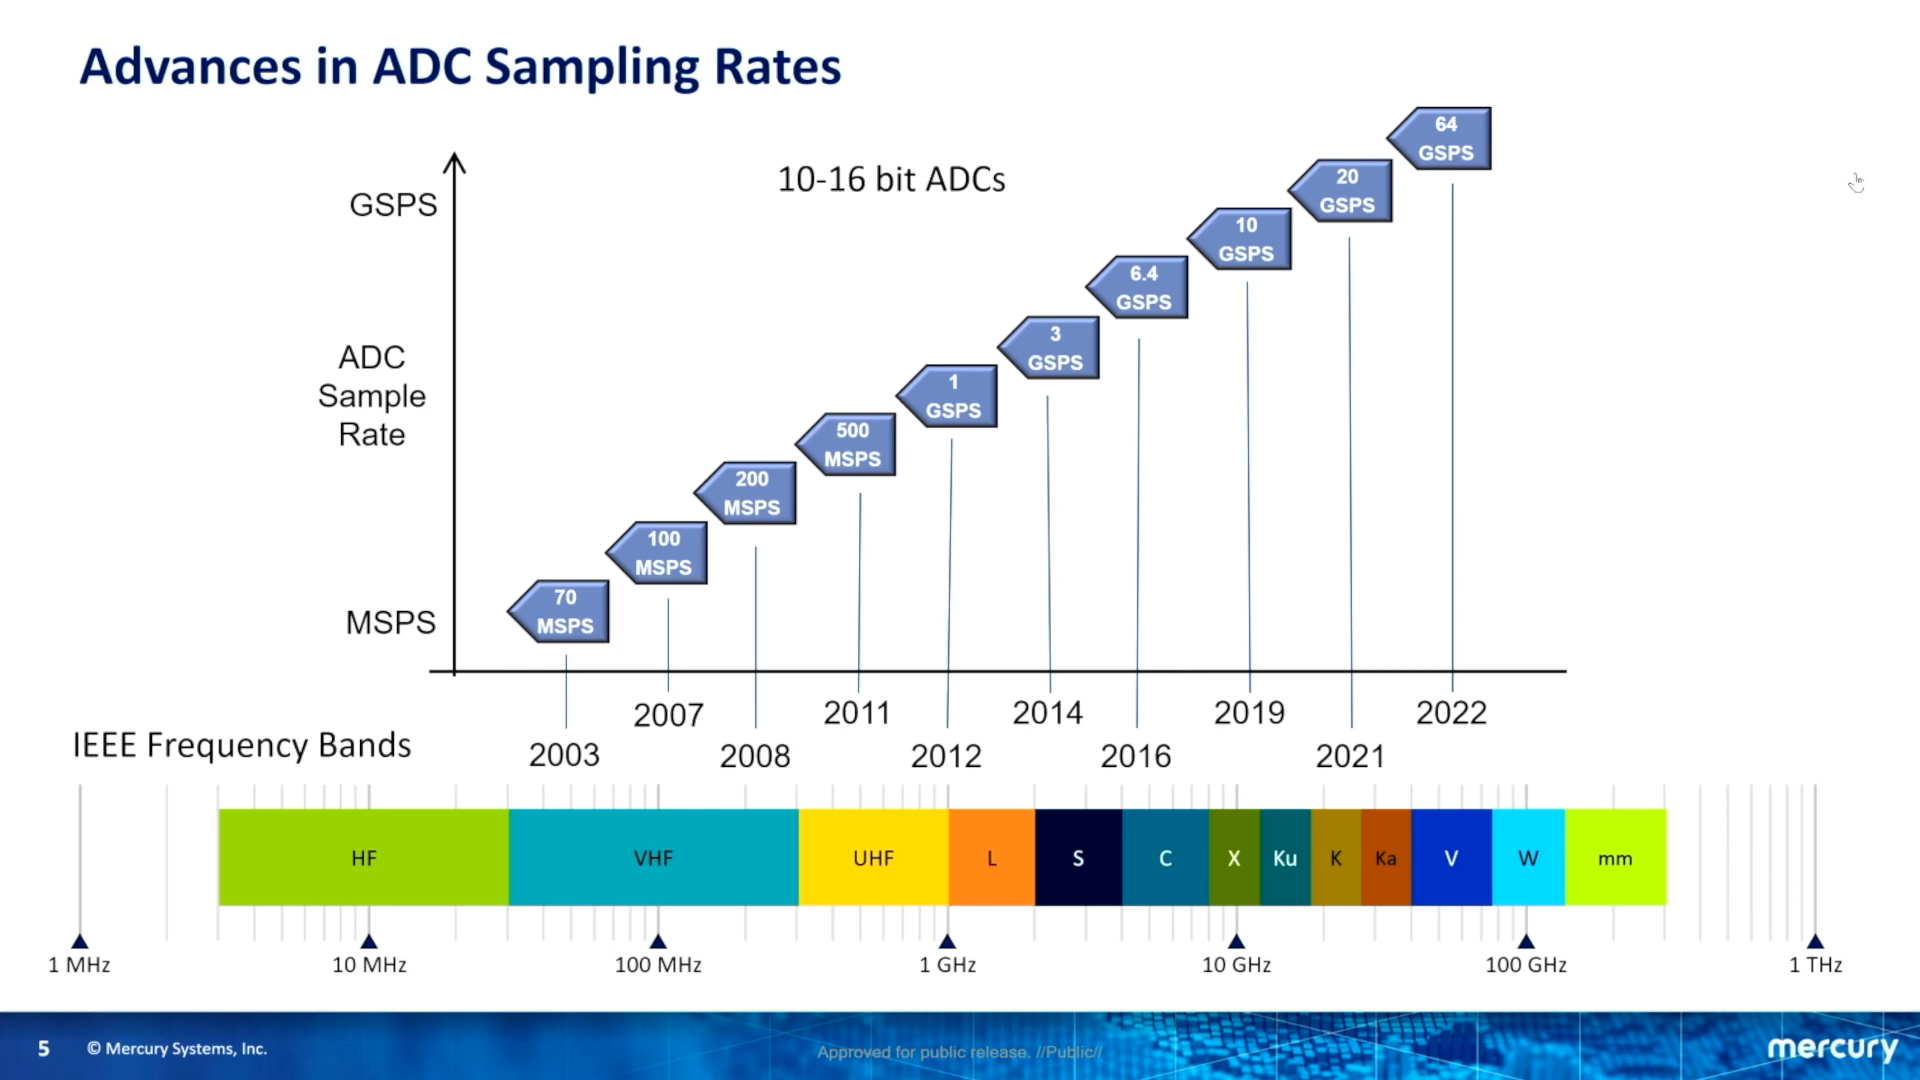 Advances in ADC Sampling Rates
10-16 bit ADCs
GSPS
ADC
Sample
Rate
MSPS
64
GSPS
20
GSPS
10
GSPS
6.4
GSPS
3
GSPS
1
GSPS
500
MSPS
200
MSPS
100
MSPS
70
MSPS
2007 2011 2014 2019 2022
2003 2008 2012 2016 2021
IEEE Frequency Bands
HF VHF UHF L S C X Ku K Ka V W mm
1 MHz 10 MHz 100 MHz 1 GHz 10 GHz 100 GHz 1 THz
5 © Mercury Systems, Inc. Approved for public release. //Public// mercury